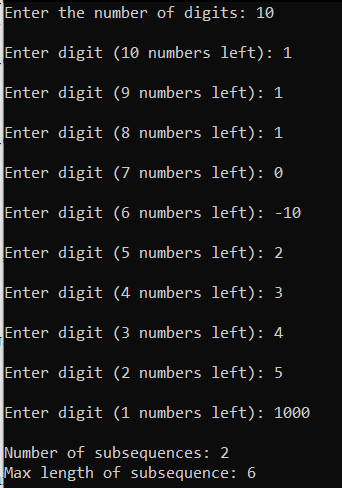 Enter the number of digits: 10
Enter digit (10 numbers left): 1
Enter digit (9 numbers left): 1
Enter digit (8 numbers left): 1
Enter digit (7 numbers left): 0
Enter digit (6 numbers left): -10
Enter digit (5 numbers left): 2
Enter digit (4 numbers left): 3
Enter digit (3 numbers left): 4
Enter digit (2 numbers left): 5
Enter digit (1 numbers left): 1000
Number of subsequences: 2
Max length of subsequence: 6